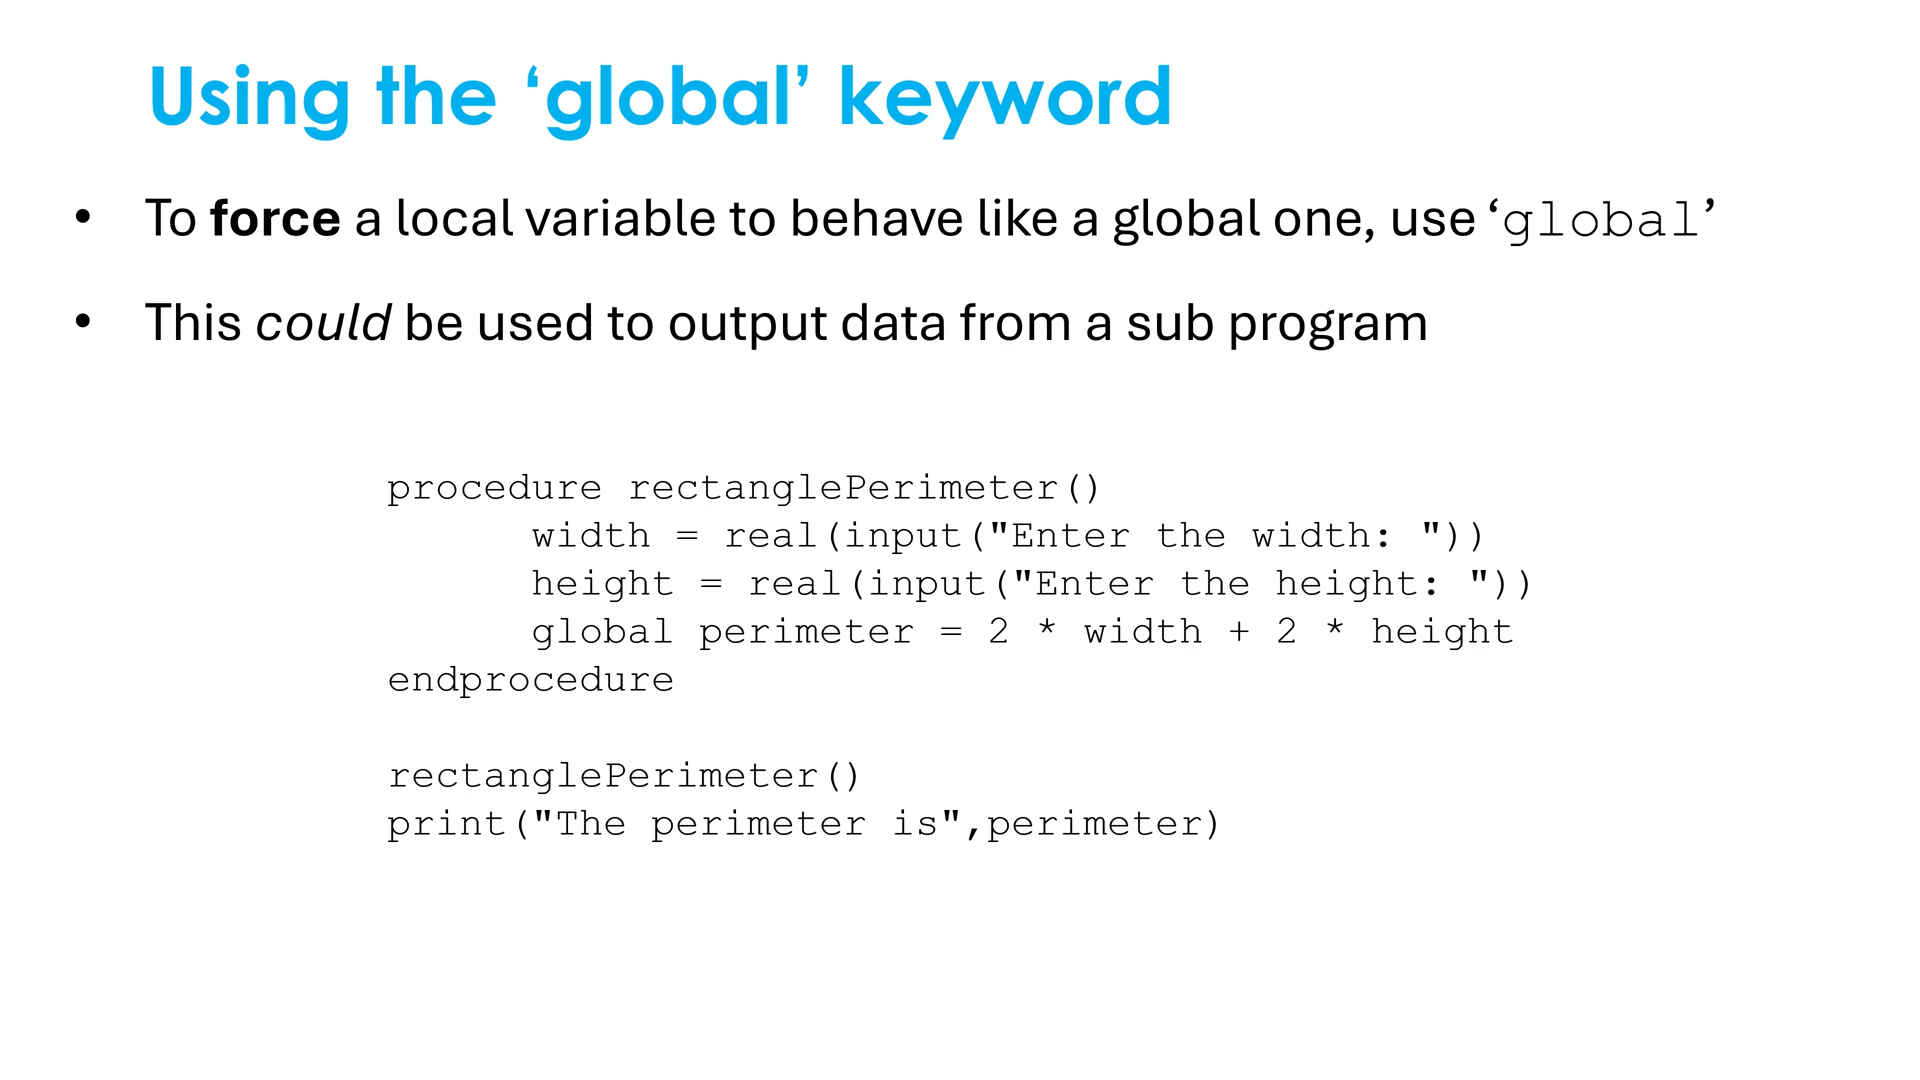 Using the ‘global’ keyword
• To force a local variable to behave like a global one, use ‘global’
• This could be used to output data from a sub program
procedure rectanglePerimeter()
width = real(input("Enter the width: "))
height = real(input("Enter the height: "))
global perimeter = 2 * width + 2 * height
endprocedure
rectanglePerimeter()
print("The perimeter is",perimeter)